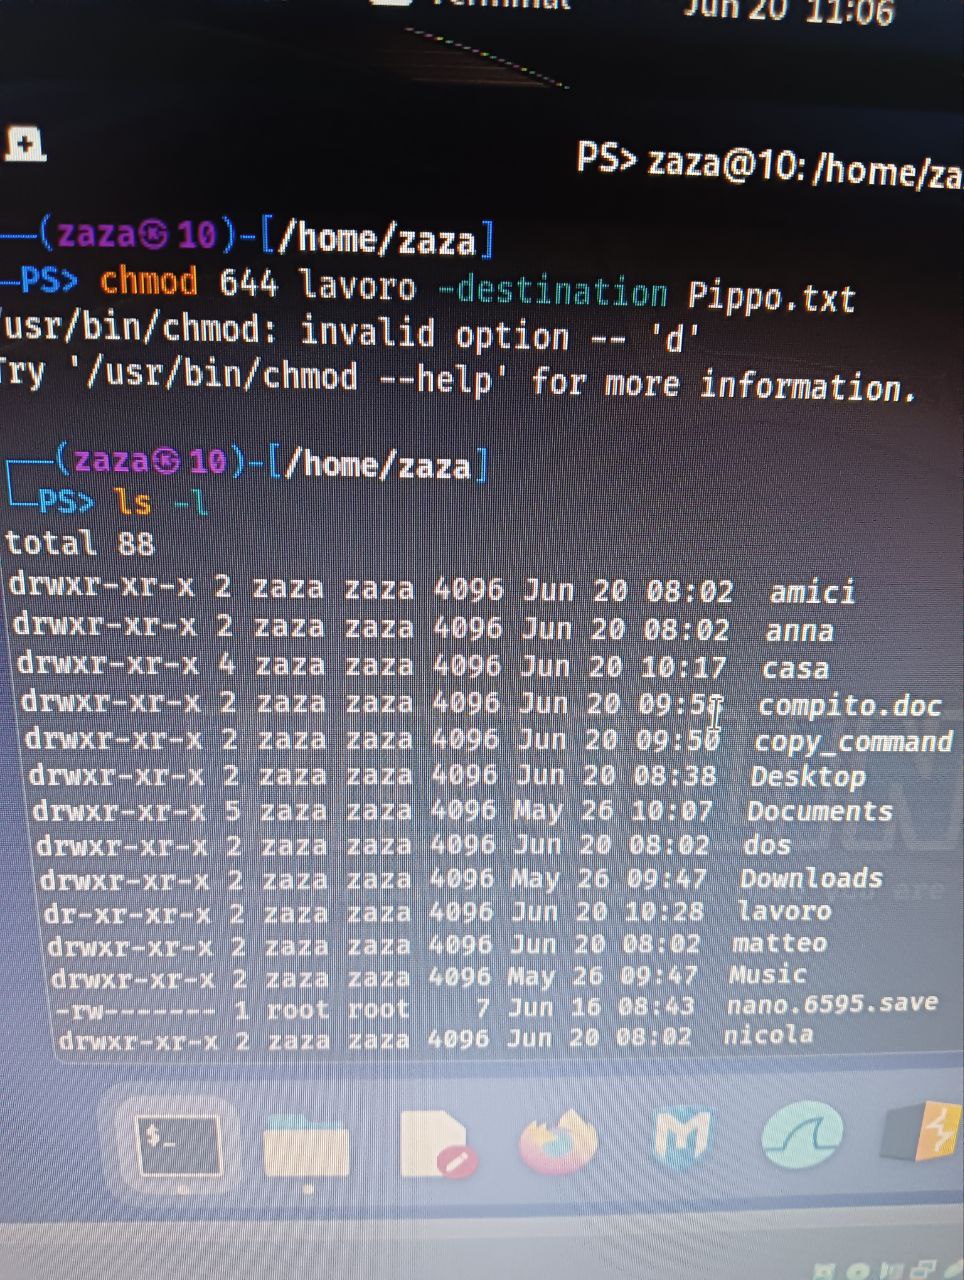 Terminal
Jun 20 11:06
PS> zaza@10: /home/za
(zaza㉿10)-[/home/zaza]
PS> chmod 644 lavoro -destination Pippo.txt
/usr/bin/chmod: invalid option -- 'd'
Try '/usr/bin/chmod --help' for more information.
(zaza㉿10)-[/home/zaza]
PS> ls -l
total 88
drwxr-xr-x 2 zaza zaza 4096 Jun 20 08:02 amici
drwxr-xr-x 2 zaza zaza 4096 Jun 20 08:02 anna
drwxr-xr-x 4 zaza zaza 4096 Jun 20 10:17 casa
drwxr-xr-x 2 zaza zaza 4096 Jun 20 compito.doc
drwxr-xr-x 2 zaza zaza 4096 Jun 20 09:50 copy_command
drwxr-xr-x 2 zaza zaza 4096 Jun 20 08:38 Desktop
drwxr-xr-x 5 zaza zaza 4096 May 26 10:07 Documents
drwxr-xr-x 2 zaza zaza 4096 Jun 20 08:02 dos
drwxr-xr-x 2 zaza zaza 4096 May 26 09:47 Downloads
dr-xr-xr-x 2 zaza zaza 4096 Jun 20 10:28 lavoro
drwxr-xr-x 2 zaza zaza 4096 Jun 20 08:02 matteo
drwxr-xr-x 2 zaza zaza 4096 May 26 09:47 Music
-rw------- 1 root root 7 Jun 16 08:43 nano.6595.save
drwxr-xr-x 2 zaza zaza 4096 Jun 20 08:02 nicola
$_